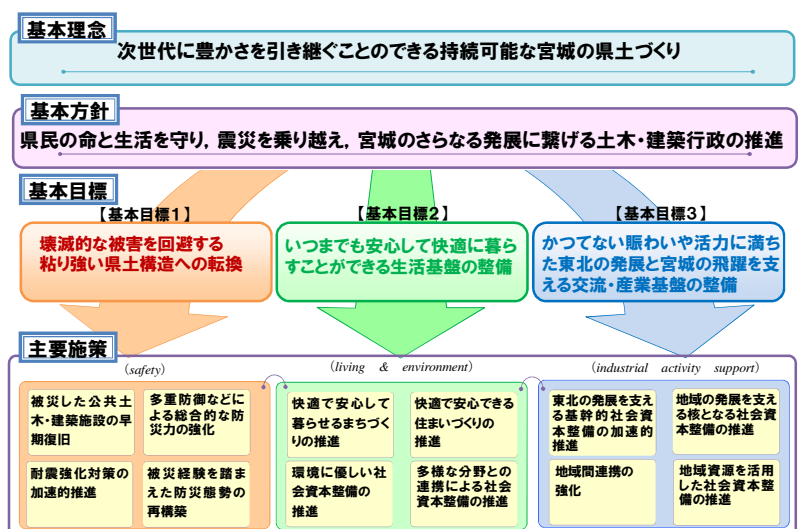 基本理念
次世代に豊かさを引き継ぐことのできる持続可能な宮城の県土づくり
基本方針
県民の命と生活を守り，震災を乗り越え，宮城のさらなる発展に繋げる土木・建築行政の推進
基本目標
【基本目標１】
壊滅的な被害を回避する
粘り強い県土構造への転換
【基本目標２】
いつまでも安心して快適に暮ら
すことができる生活基盤の整備
【基本目標３】
かつてない賑わいや活力に満ち
た東北の発展と宮城の飛躍を支
える交流・産業基盤の整備
主要施策
（safety）
被災した公共土
木・建築施設の早
期復旧
多重防御などに
よる総合的な防
災力の強化
耐震強化対策の
加速的推進
被災経験を踏ま
えた防災態勢の
再構築
（living & environment）
快適で安心して
暮らせるまちづく
りの推進
快適で安心できる
住まいづくりの
推進
環境に優しい社
会資本整備の
推進
多様な分野との
連携による社会
資本整備の推進
（industrial activity support）
東北の発展を支え
る基幹的社会資
本整備の加速的
推進
地域の発展を支え
る核となる社会資
本整備の推進
地域間連携の
強化
地域資源を活用
した社会資本整
備の推進